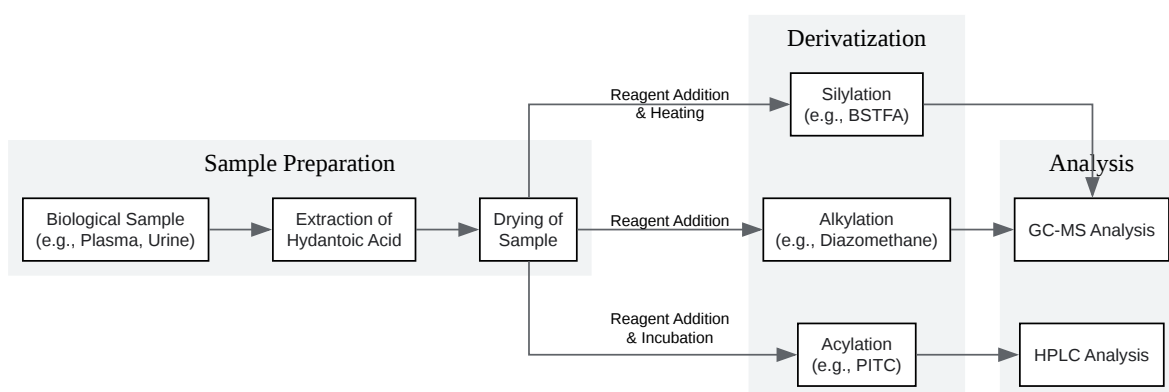 Derivatization
Reagent Addition
& Heating
Silylation
(e.g., BSTFA)
Sample Preparation
Analysis
Biological Sample
(e.g., Plasma, Urine)
Extraction of
Hydantoic Acid
Drying of
Sample
Reagent Addition
Alkylation
(e.g., Diazomethane)
GC-MS Analysis
Reagent Addition
& Incubation
Acylation
(e.g., PITC)
HPLC Analysis